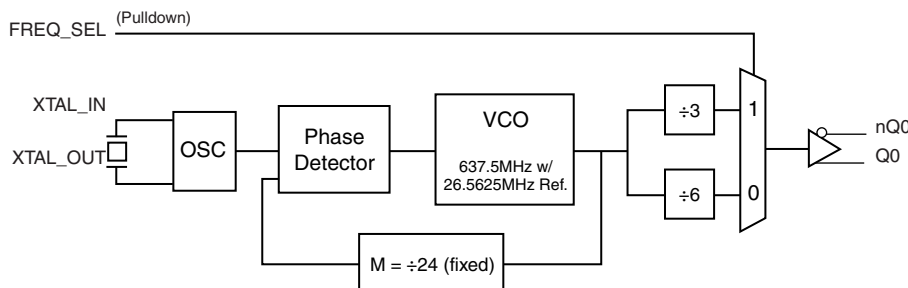 FREQ_SEL (Pulldown)
XTAL_IN
XTAL_OUT
OSC
Phase
Detector
VCO
637.5MHz w/
26.5625MHz Ref.
M = ÷24 (fixed)
÷3
÷6
1
0
nQ0
Q0